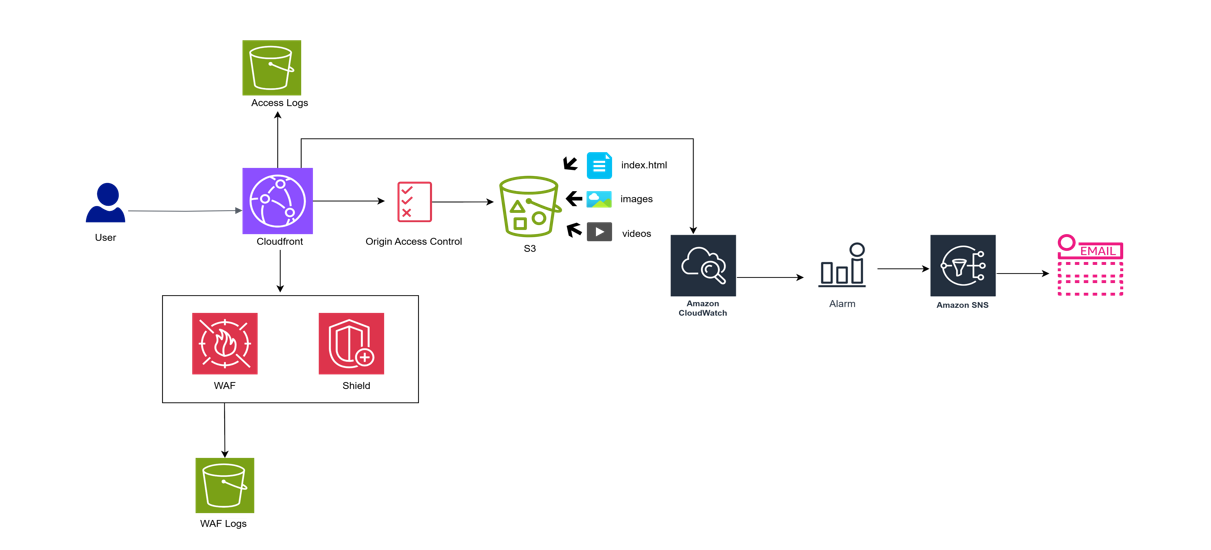 Access Logs
index.html
images
videos
User
Cloudfront
Origin Access Control
S3
EMAIL
Amazon
CloudWatch
Alarm
Amazon SNS
WAF
Shield
WAF Logs